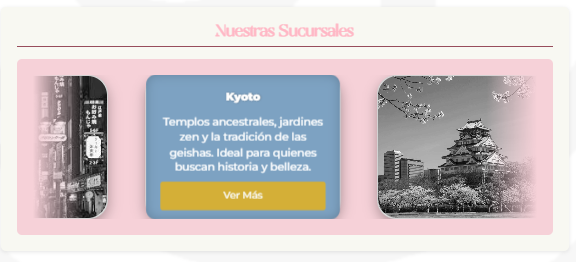 Nuestras Sucursales
Kyoto
Templos ancestrales, jardines
zen y la tradición de las
geishas. Ideal para quienes
buscan historia y belleza.
Ver Más